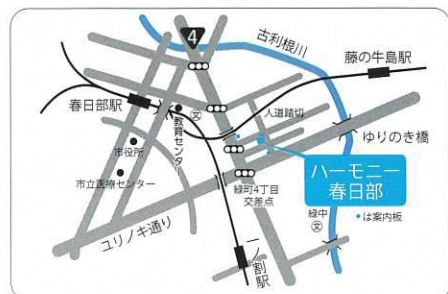 4
古利根川
藤の牛島駅
春日部駅
文
教育センター
人道踏切
ゆりのき橋
市役所
市立医療センター
ハーモニー
春日部
緑町4丁目
交差点
は案内板
緑中
文
ユリノキ通り
一ノ割駅